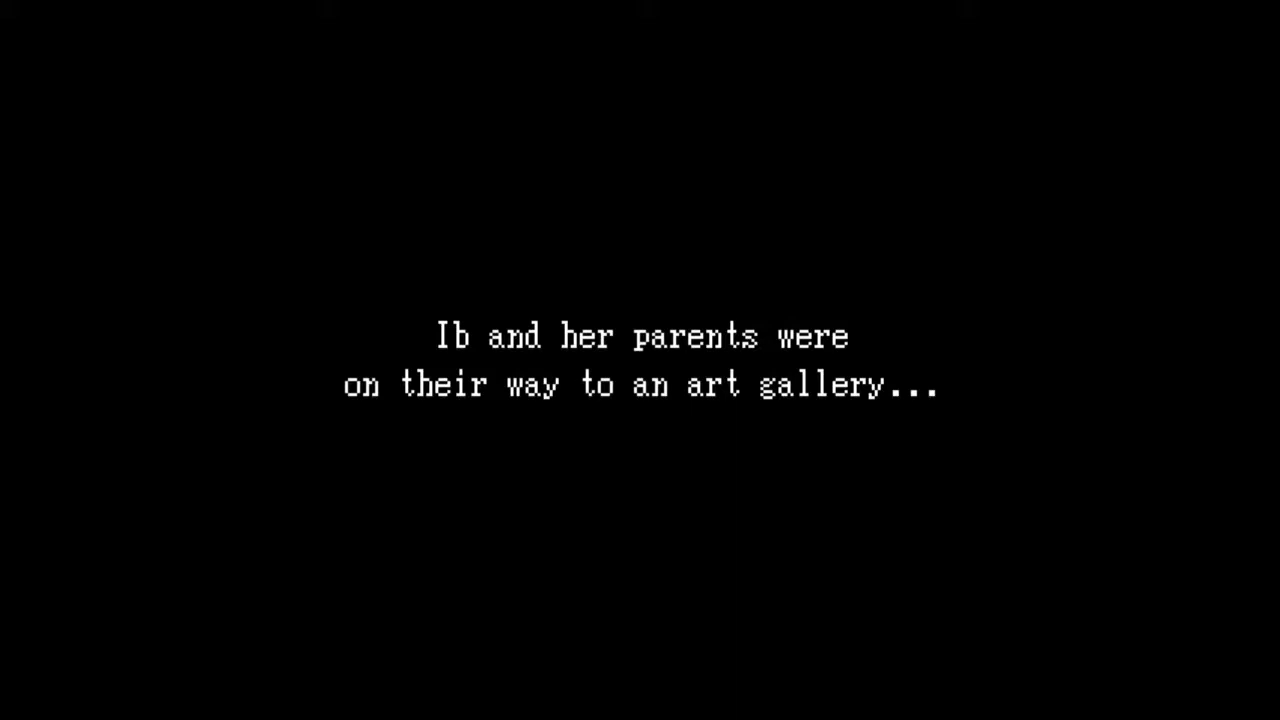 Ib and her parents were
on their way to an art gallery...